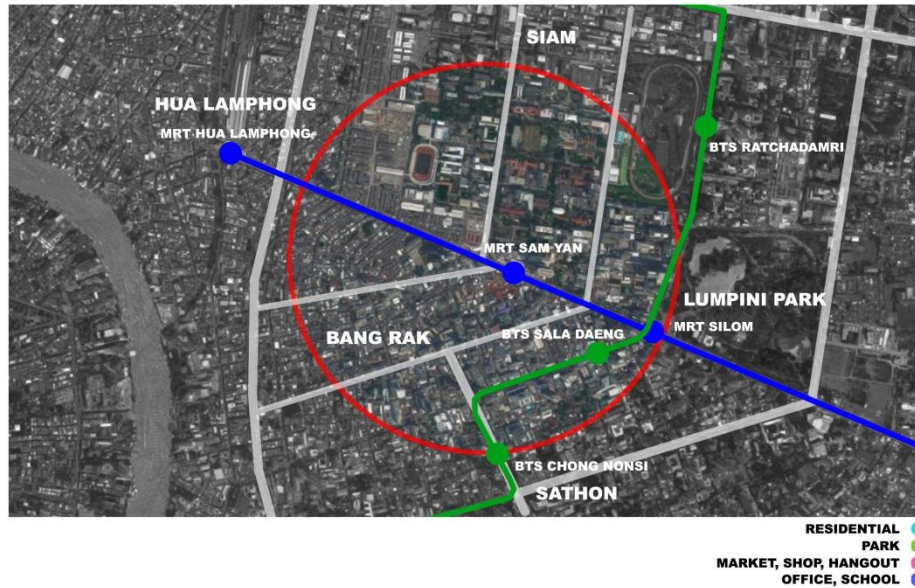 SIAM
HUA LAMPHONG
MRT HUA LAMPHONG
BTS RATCHADAMRI
MRT SAM YAN
LUMPINI PARK
MRT SILOM
BANG RAK
BTS SALA DAENG
BTS CHONG NONSI
SATHON
RESIDENTIAL
PARK
MARKET, SHOP, HANGOUT
OFFICE, SCHOOL